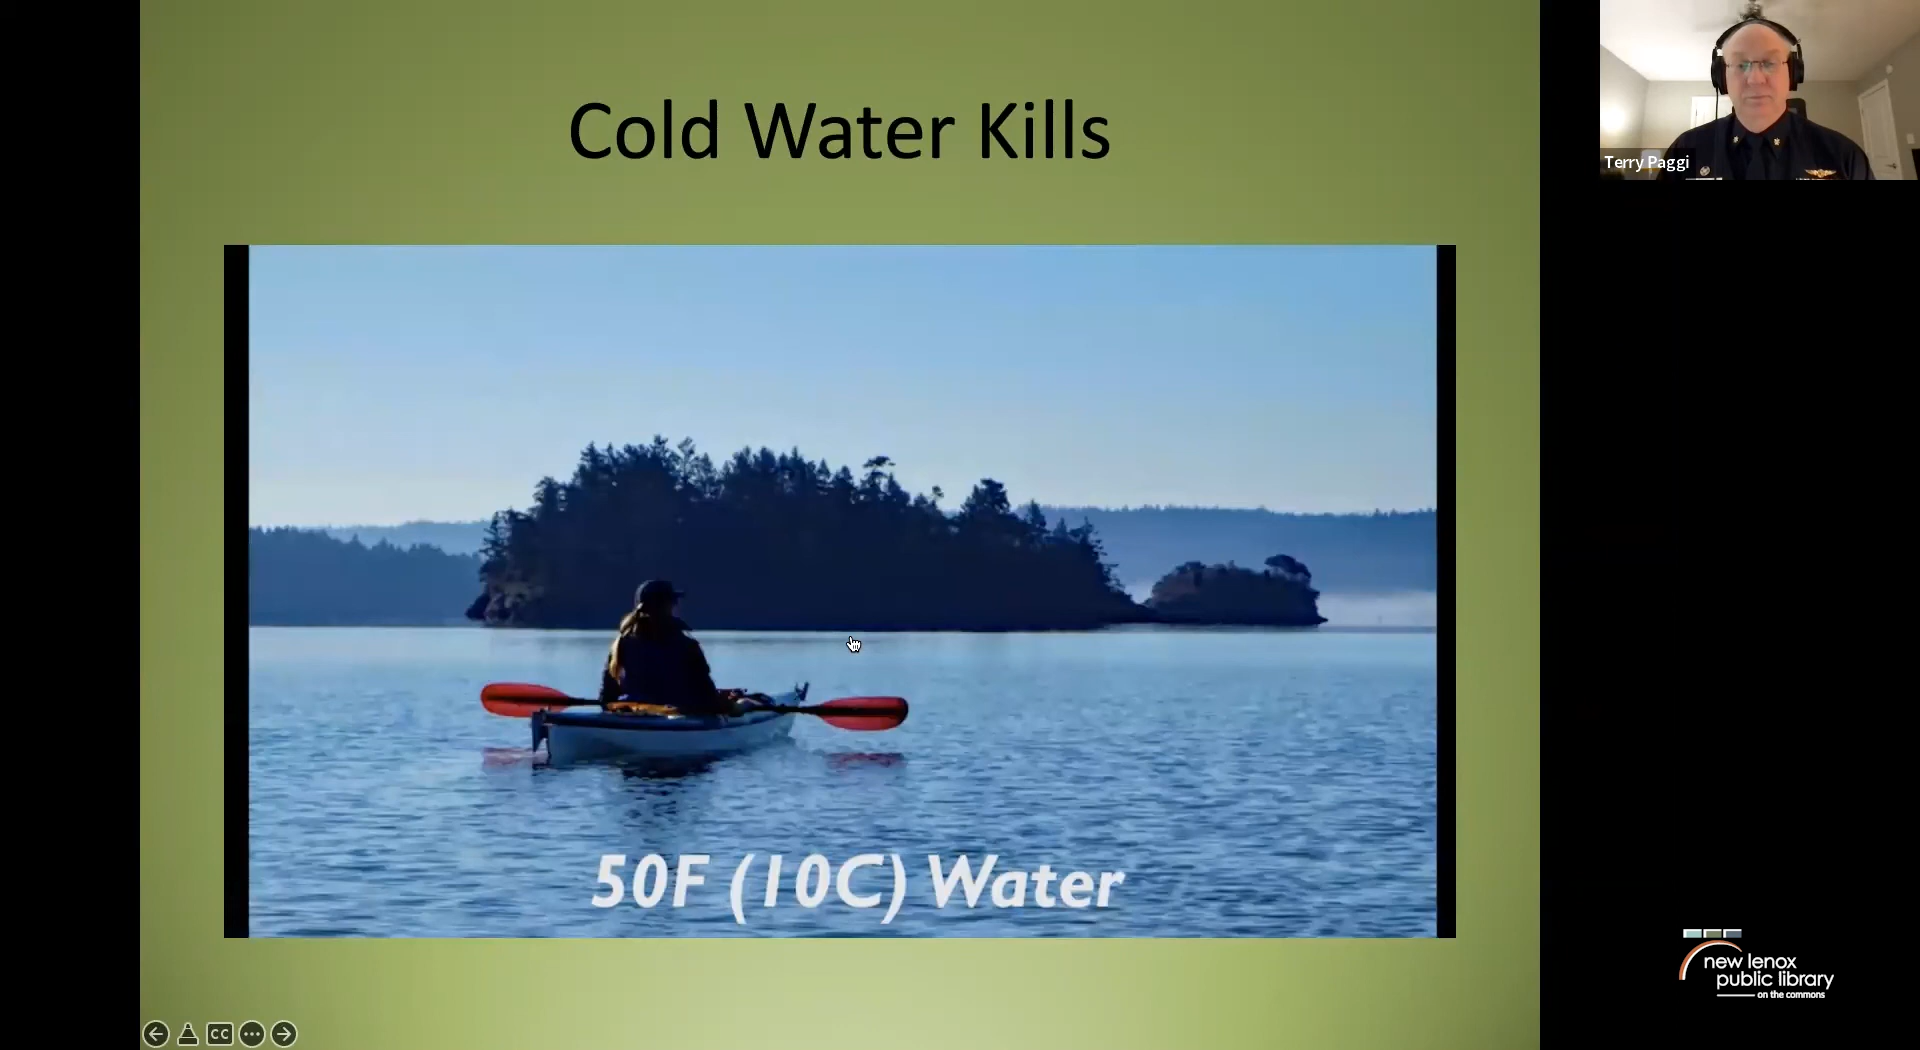 Cold Water Kills
Terry Paggi
50F (10C) Water
new lenox
public library
on the commons
CC